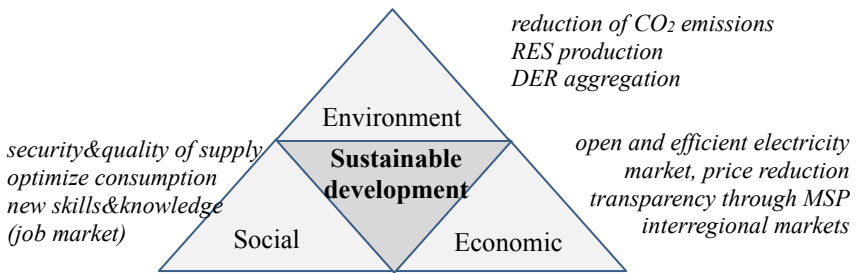 reduction of CO₂ emissions
RES production
DER aggregation
Environment
security&quality of supply
optimize consumption
new skills&knowledge
(job market)
Sustainable
development
open and efficient electricity
market, price reduction
transparency through MSP
interregional markets
Social
Economic